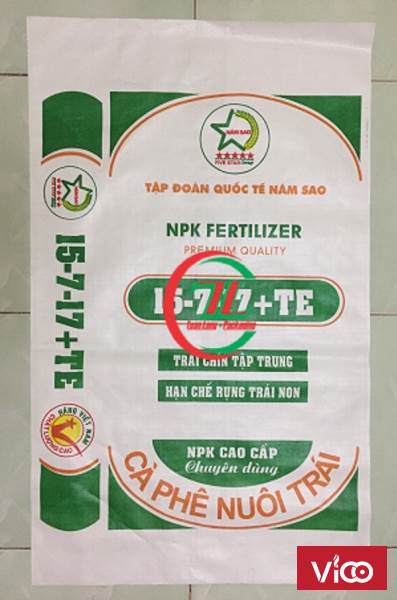 NĂM SAO
FIVE STAR Group
TẬP ĐOÀN QUỐC TẾ NĂM SAO
NPK FERTILIZER
PREMIUM QUALITY
15-7-17+TE
TRÁI CHÍN TẬP TRUNG
HẠN CHẾ RỤNG TRÁI NON
NPK CAO CẤP
Chuyên dùng
CÀ PHÊ NUÔI TRÁI
15-7-17+TE
HÀNG VIỆT NAM
CHẤT LƯỢNG CAO
VICO